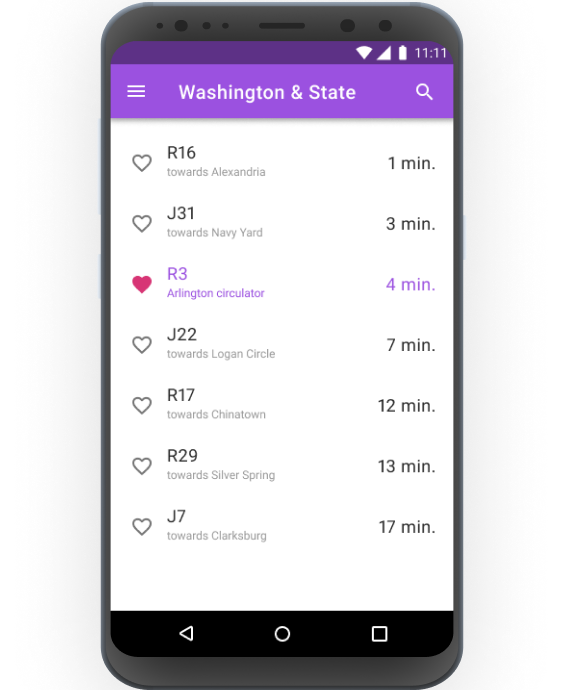 11:11
Washington & State
R16
towards Alexandria
1 min.
J31
towards Navy Yard
3 min.
R3
Arlington circulator
4 min.
J22
towards Logan Circle
7 min.
R17
towards Chinatown
12 min.
R29
towards Silver Spring
13 min.
J7
towards Clarksburg
17 min.